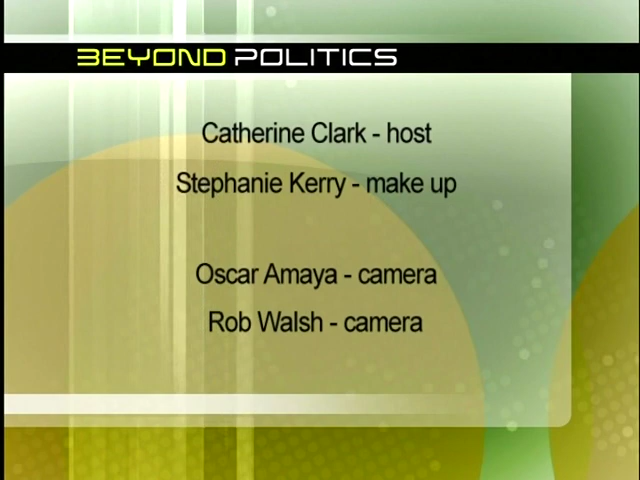 BEYOND POLITICS
Catherine Clark - host
Stephanie Kerry - make up
Oscar Amaya - camera
Rob Walsh - camera